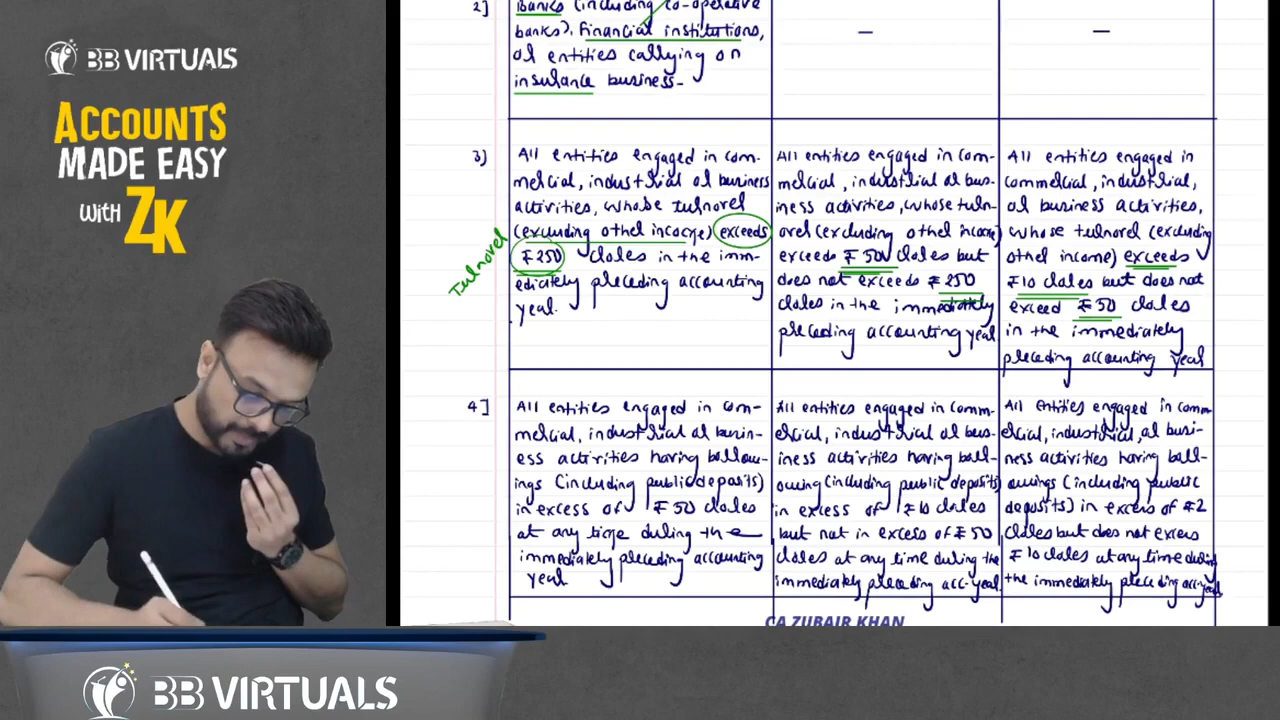 BB VIRTUALS
ACCOUNTS
MADE EASY
with ZK
2]
Banks (including co-operative
banks), financial institutions,
or entities carrying on
insurance business-
—
—
3]
Turnover
All entities engaged in com-
mercial, industrial or business
activities, whose turnover
(excluding other income) exceeds
₹250 crores in the imm-
ediately preceding accounting
year.
All entities engaged in com-
mercial, industrial or bus-
iness activities, whose turn-
over (excluding other income)
exceeds ₹ 50 crores but
does not exceeds ₹ 250
crores in the immediately
preceding accounting year
All entities engaged in
commercial, industrial,
or business activities,
whose turnover (excluding
other income) exceeds
₹10 crores but does not
exceed ₹50 crores
in the immediately
preceding accounting year
4]
All entities engaged in com-
mercial, industrial or busin-
ess activities having borrow-
ings (including public deposits)
in excess of ₹ 50 crores
at any time during the
immediately preceding accounting
year
All entities engaged in comm-
ercial, industrial or bus-
iness activities having borr-
owing (including public deposits)
in excess of ₹10 crores
but not in excess of ₹50
crores at any time during the
immediately preceding acc-year
All entities engaged in comm-
ercial, industrial, or busi-
ness activities having borr-
owings (including public
deposits) in excess of ₹2
crores but does not excess
₹10 crores at any time during
the immediately preceding acc-year
CA ZUBAIR KHAN
BB VIRTUALS